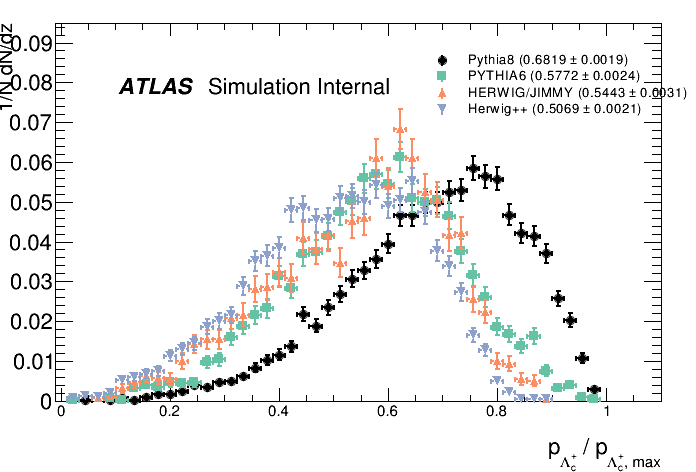 1/N dN/dz
0.09
0.08
0.07
0.06
0.05
0.04
0.03
0.02
0.01
0
ATLAS Simulation Internal
Pythia8 (0.6819 ± 0.0019)
PYTHIA6 (0.5772 ± 0.0024)
HERWIG/JIMMY (0.5443 ± 0.0031)
Herwig++ (0.5069 ± 0.0021)
0 0.2 0.4 0.6 0.8 1
p_{Λ_c^+} / p_{Λ_c^+, max}